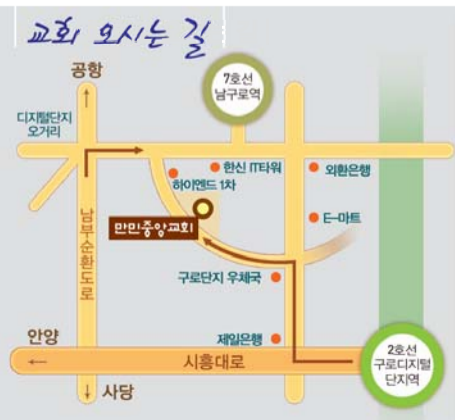 교회 오시는 길
공항
7호선
남구로역
디지털단지
오거리
한신 IT타워
외환은행
하이엔드 1차
남부순환도로
만민중앙교회
E-마트
구로단지 우체국
안양
제일은행
2호선
구로디지털
단지역
시흥대로
사당